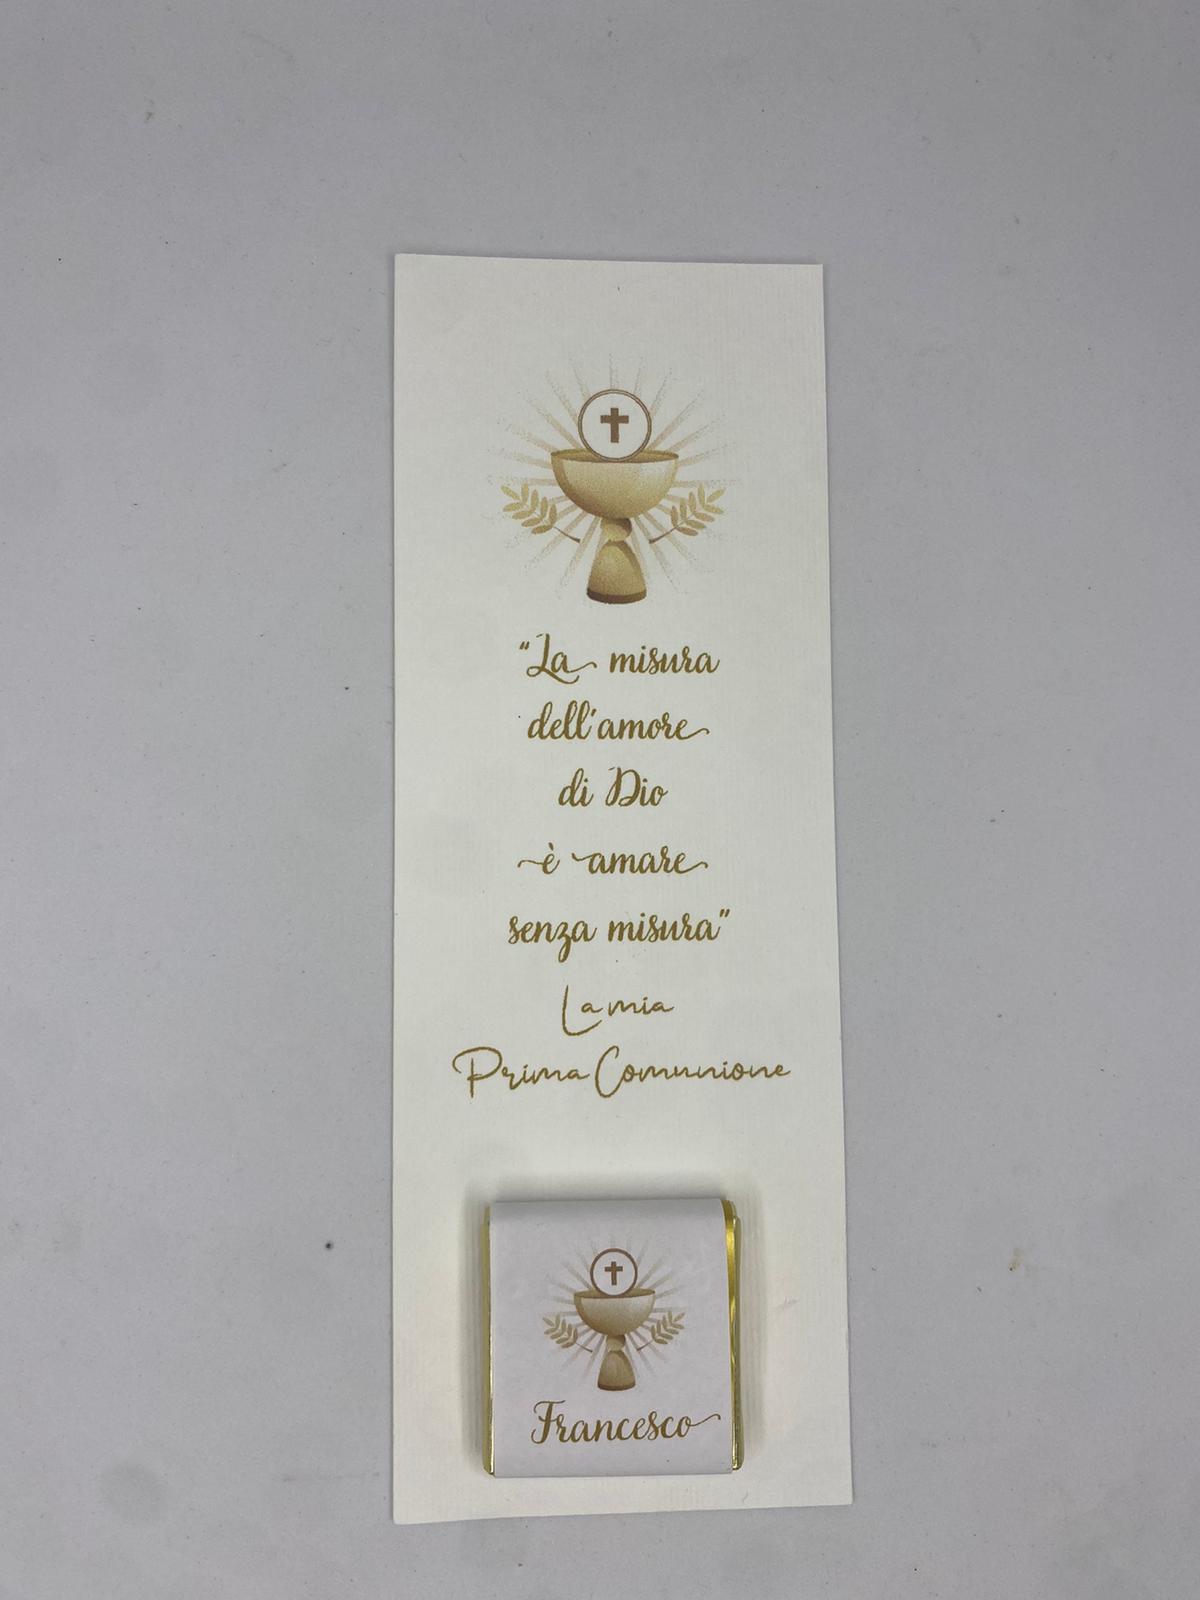 “La misura
dell'amore
di Dio
è amare
senza misura”
La mia
Prima Comunione
Francesco